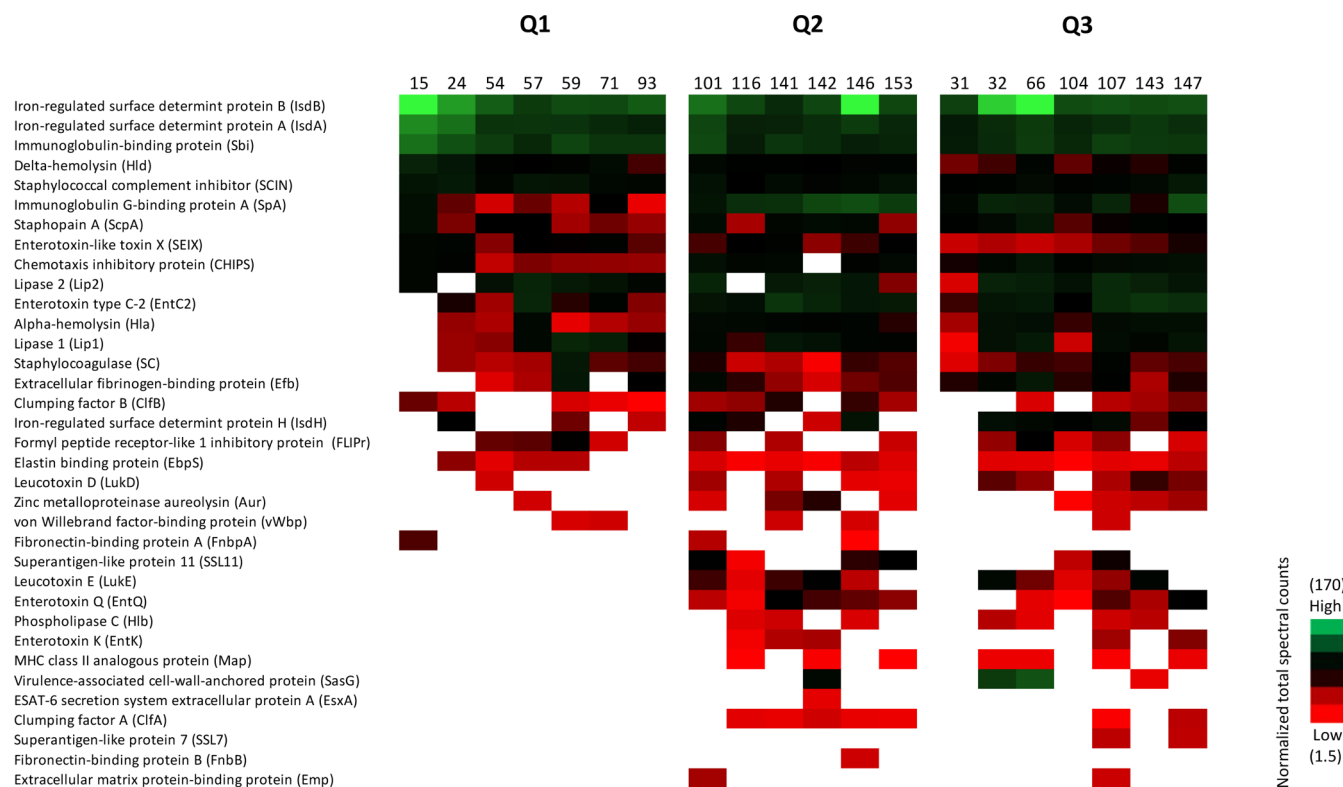 Q1 Q2 Q3
15 24 54 57 59 71 93 101 116 141 142 146 153 31 32 66 104 107 143 147
Iron-regulated surface determint protein B (IsdB)
Iron-regulated surface determint protein A (IsdA)
Immunoglobulin-binding protein (Sbi)
Delta-hemolysin (Hld)
Staphylococcal complement inhibitor (SCIN)
Immunoglobulin G-binding protein A (SpA)
Staphopain A (ScpA)
Enterotoxin-like toxin X (SElX)
Chemotaxis inhibitory protein (CHIPS)
Lipase 2 (Lip2)
Enterotoxin type C-2 (EntC2)
Alpha-hemolysin (Hla)
Lipase 1 (Lip1)
Staphylocoagulase (SC)
Extracellular fibrinogen-binding protein (Efb)
Clumping factor B (ClfB)
Iron-regulated surface determint protein H (IsdH)
Formyl peptide receptor-like 1 inhibitory protein (FLIPr)
Elastin binding protein (EbpS)
Leucotoxin D (LukD)
Zinc metalloproteinase aureolysin (Aur)
von Willebrand factor-binding protein (vWbp)
Fibronectin-binding protein A (FnbpA)
Superantigen-like protein 11 (SSL11)
Leucotoxin E (LukE)
Enterotoxin Q (EntQ)
Phospholipase C (Hlb)
Enterotoxin K (EntK)
MHC class II analogous protein (Map)
Virulence-associated cell-wall-anchored protein (SasG)
ESAT-6 secretion system extracellular protein A (EsxA)
Clumping factor A (ClfA)
Superantigen-like protein 7 (SSL7)
Fibronectin-binding protein B (FnbB)
Extracellular matrix protein-binding protein (Emp)
Normalized total spectral counts
(170)
High
Low
(1.5)